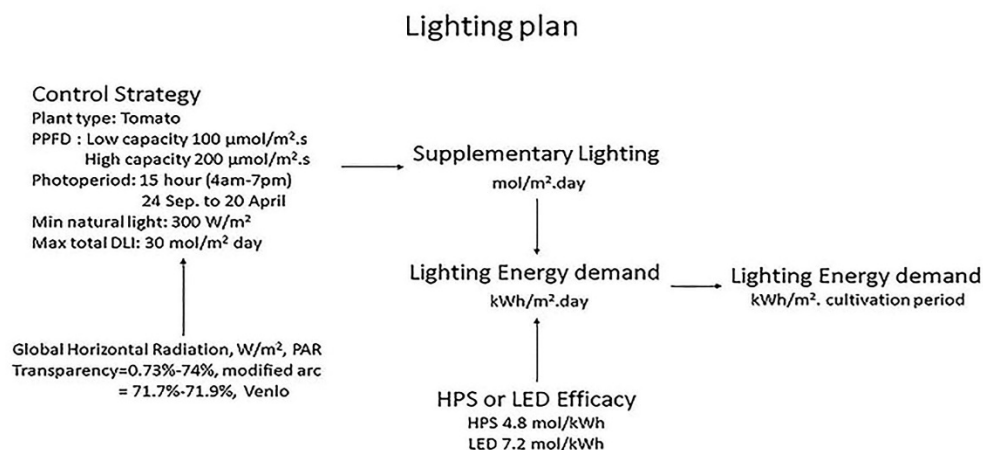 Lighting plan
Control Strategy
Plant type: Tomato
PPFD : Low capacity 100 µmol/m².s
High capacity 200 µmol/m².s
Photoperiod: 15 hour (4am-7pm)
24 Sep. to 20 April
Min natural light: 300 W/m²
Max total DLI: 30 mol/m² day
Global Horizontal Radiation, W/m², PAR
Transparency=0.73%-74%, modified arc
= 71.7%-71.9%, Venlo
Supplementary Lighting
mol/m².day
Lighting Energy demand
kWh/m².day
HPS or LED Efficacy
HPS 4.8 mol/kWh
LED 7.2 mol/kWh
Lighting Energy demand
kWh/m². cultivation period